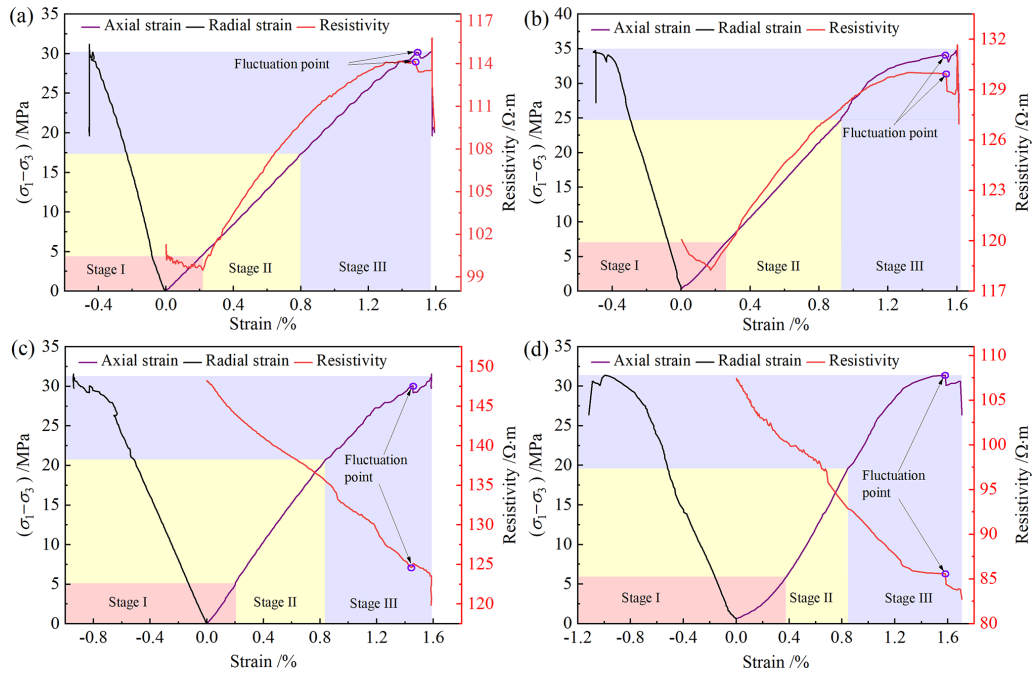 (a)
Axial strain Radial strain Resistivity
35
30
25
20
15
10
5
0
(σ₁−σ₃) /MPa
-0.4 0.0 0.4 0.8 1.2 1.6
Strain /%
115
114
111
108
105
102
101
99
Resistivity /Ω·m
Fluctuation point
Stage I Stage II Stage III
(b)
Axial strain Radial strain Resistivity
40
35
30
25
20
15
10
5
0
(σ₁−σ₃) /MPa
-0.4 0.0 0.4 0.8 1.2 1.6
Strain /%
132
131
129
126
123
120
117
118
Resistivity /Ω·m
Fluctuation point
Stage I Stage II Stage III
(c)
Axial strain Radial strain Resistivity
35
30
25
20
15
10
5
0
(σ₁−σ₃) /MPa
-0.8 -0.4 0.0 0.4 0.8 1.2 1.6
Strain /%
150
148
145
140
135
130
125
120
122
Resistivity /Ω·m
Fluctuation
point
Stage I Stage II Stage III
(d)
Axial strain Radial strain Resistivity
35
30
25
20
15
10
5
0
(σ₁−σ₃) /MPa
-1.2 -0.8 -0.4 0.0 0.4 0.8 1.2 1.6
Strain /%
110
108
105
100
95
97
90
85
86
80
Resistivity /Ω·m
Fluctuation
point
Stage I Stage II Stage III